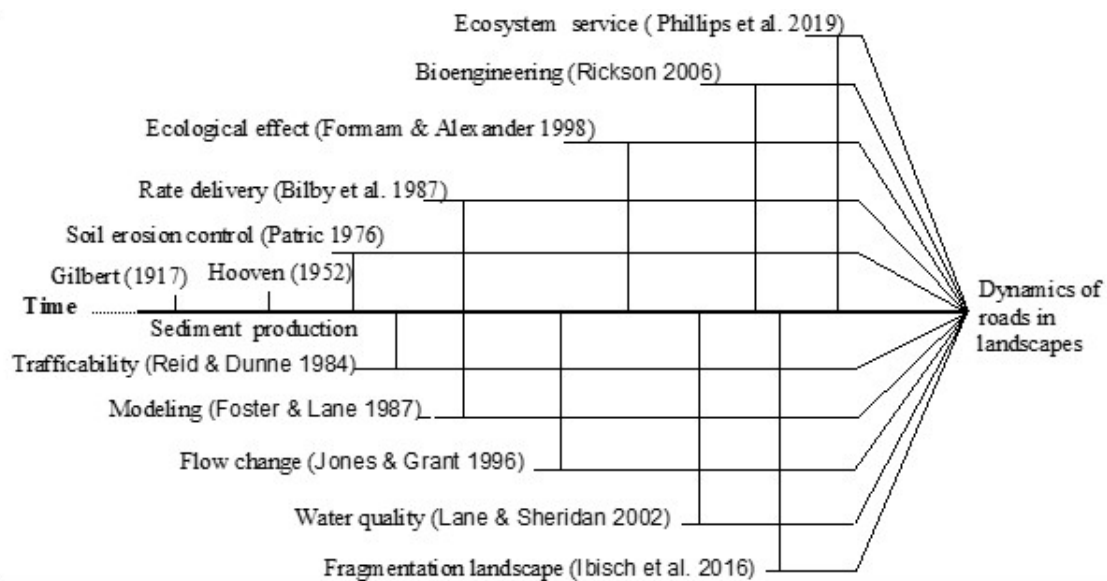 Ecosystem service ( Phillips et al. 2019)
Bioengineering (Rickson 2006)
Ecological effect (Formam & Alexander 1998)
Rate delivery (Bilby et al. 1987)
Soil erosion control (Patric 1976)
Gilbert (1917)
Hooven (1952)
Time
Sediment production
Dynamics of
roads in
landscapes
Trafficability (Reid & Dunne 1984)
Modeling (Foster & Lane 1987)
Flow change (Jones & Grant 1996)
Water quality (Lane & Sheridan 2002)
Fragmentation landscape (Ibisch et al. 2016)